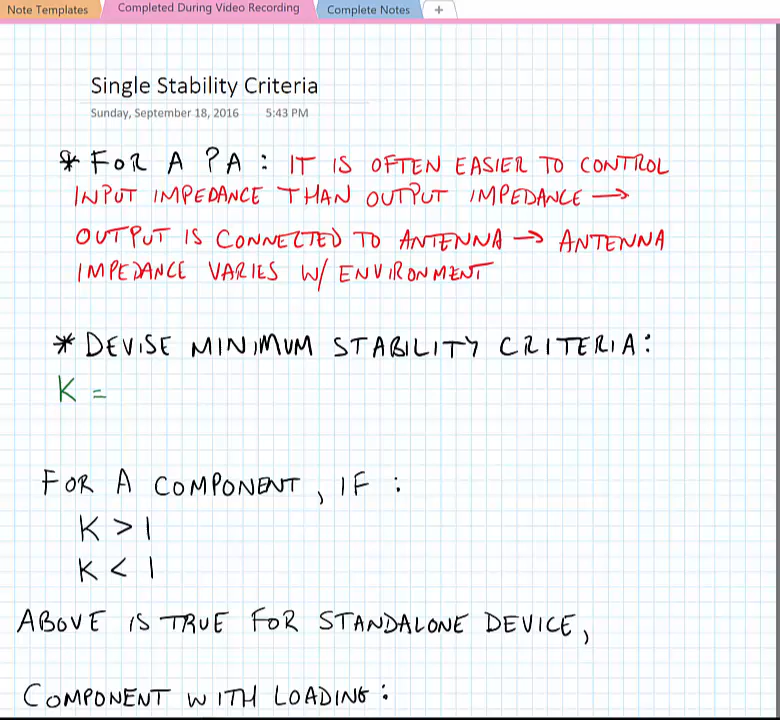 Note Templates
Completed During Video Recording
Complete Notes
+
Single Stability Criteria
Sunday, September 18, 2016 5:43 PM
* FOR A PA : IT IS OFTEN EASIER TO CONTROL
INPUT IMPEDANCE THAN OUTPUT IMPEDANCE →
OUTPUT IS CONNECTED TO ANTENNA → ANTENNA
IMPEDANCE VARIES W/ ENVIRONMENT
* DEVISE MINIMUM STABILITY CRITERIA :
K =
FOR A COMPONENT , IF :
K > 1
K < 1
ABOVE IS TRUE FOR STANDALONE DEVICE,
COMPONENT WITH LOADING :